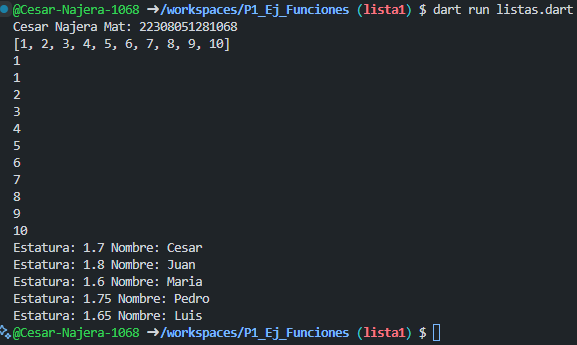 @Cesar-Najera-1068 ➜/workspaces/P1_Ej_Funciones (lista1) $ dart run listas.dart
Cesar Najera Mat: 22308051281068
[1, 2, 3, 4, 5, 6, 7, 8, 9, 10]
1
1
2
3
4
5
6
7
8
9
10
Estatura: 1.7 Nombre: Cesar
Estatura: 1.8 Nombre: Juan
Estatura: 1.6 Nombre: Maria
Estatura: 1.75 Nombre: Pedro
Estatura: 1.65 Nombre: Luis
@Cesar-Najera-1068 ➜/workspaces/P1_Ej_Funciones (lista1) $